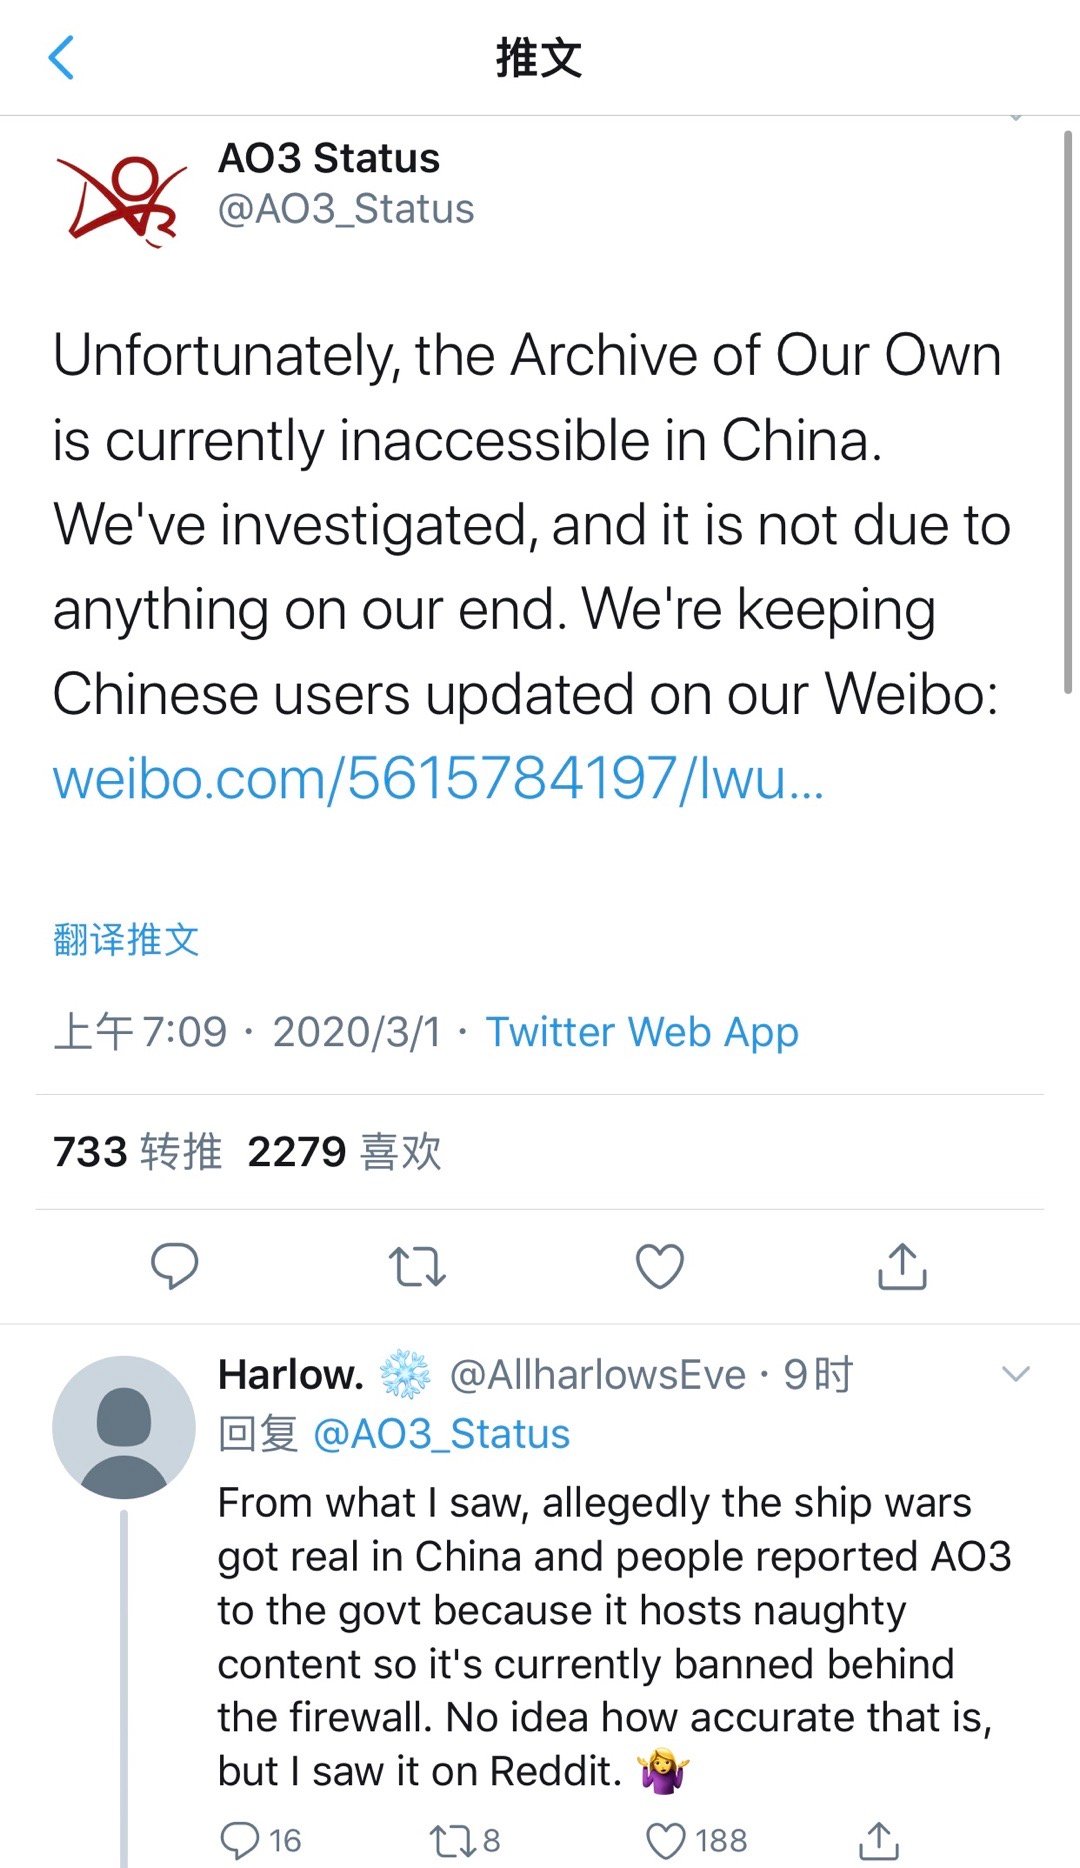 推文
AO3 Status
@AO3_Status
Unfortunately, the Archive of Our Own
is currently inaccessible in China.
We've investigated, and it is not due to
anything on our end. We're keeping
Chinese users updated on our Weibo:
weibo.com/5615784197/Iwu...
翻译推文
上午 7:09 · 2020/3/1 · Twitter Web App
733 转推 2279 喜欢
Harlow. ❄️ @AllharlowsEve · 9时
回复 @AO3_Status
From what I saw, allegedly the ship wars
got real in China and people reported AO3
to the govt because it hosts naughty
content so it's currently banned behind
the firewall. No idea how accurate that is,
but I saw it on Reddit. 🤷‍♀️
16 8 188